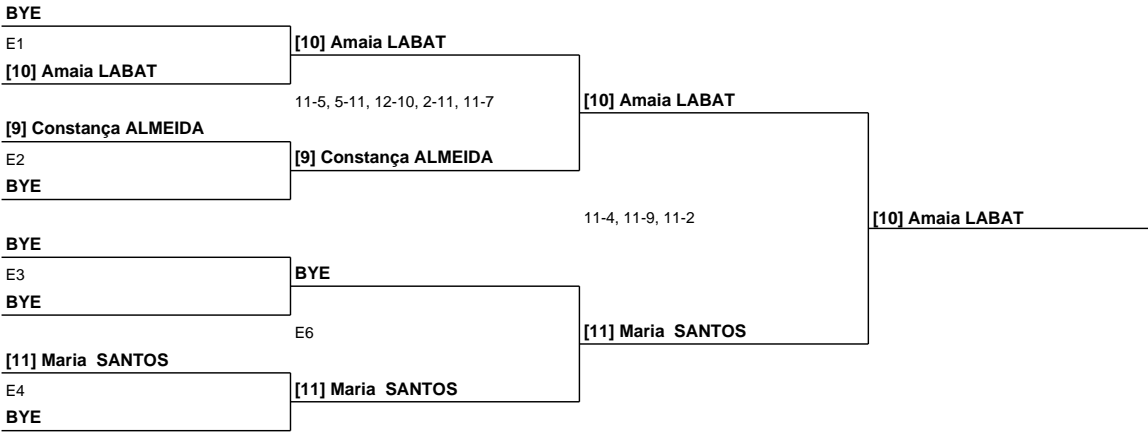 BYE
E1
[10] Amaia LABAT
[10] Amaia LABAT
11-5, 5-11, 12-10, 2-11, 11-7
[10] Amaia LABAT
[9] Constança ALMEIDA
E2
[9] Constança ALMEIDA
BYE
11-4, 11-9, 11-2
[10] Amaia LABAT
BYE
E3
BYE
BYE
E6
[11] Maria  SANTOS
[11] Maria  SANTOS
E4
[11] Maria  SANTOS
BYE